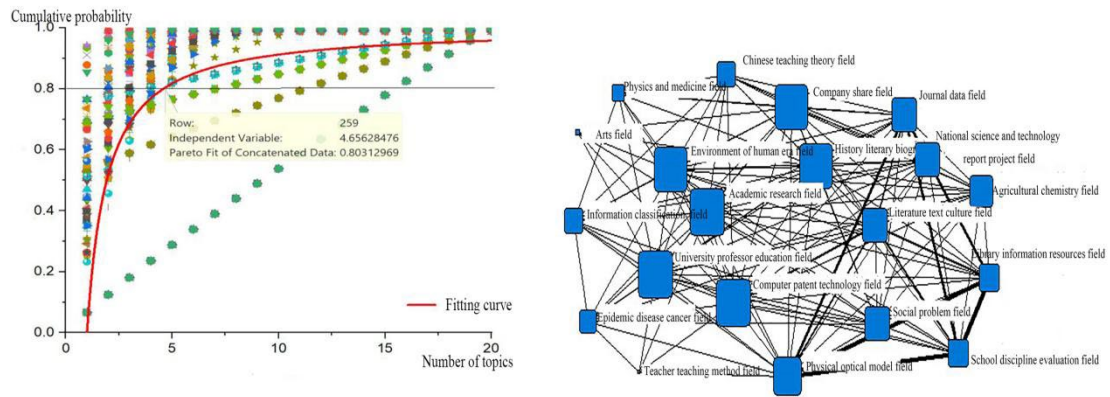 Cumulative probability
1.0
0.8
0.6
0.4
0.2
0.0
Row: 259
Independent Variable: 4.65628476
Pareto Fit of Concatenated Data: 0.80312969
Fitting curve
0 5 10 15 20
Number of topics
Chinese teaching theory field
Physics and medicine field
Company share field
Journal data field
Arts field
National science and technology
Environment of human era field
History literary biog
report project field
Academic research field
Agricultural chemistry field
Information classification field
Literature text culture field
University professor education field
Library information resources field
Computer patent technology field
Epidemic disease cancer field
Social problem field
Teacher teaching method field
Physical optical model field
School discipline evaluation field